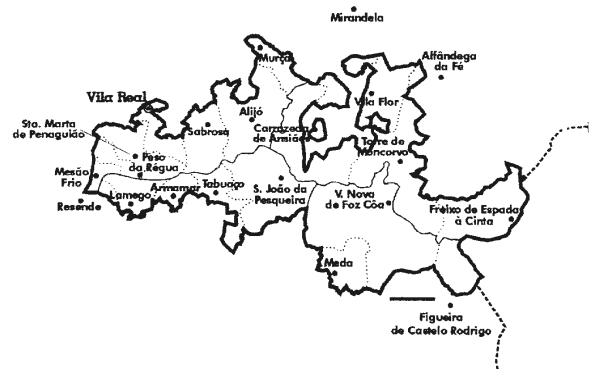 Mirandela
Murça
Alfândega
da Fé
Vila Real
Vila Flor
Alijó
Sto. Marta
de Penaguião
Sabrosa
Carrazeda
de Ansiães
Torre de
Moncorvo
Peso
da Régua
Mesão
Frio
Armamar
Tabuaço
S. João da
Pesqueira
V. Nova
de Foz Côa
Lamego
Resende
Freixo de Espada
à Cinta
Meda
Figueira
de Castelo Rodrigo